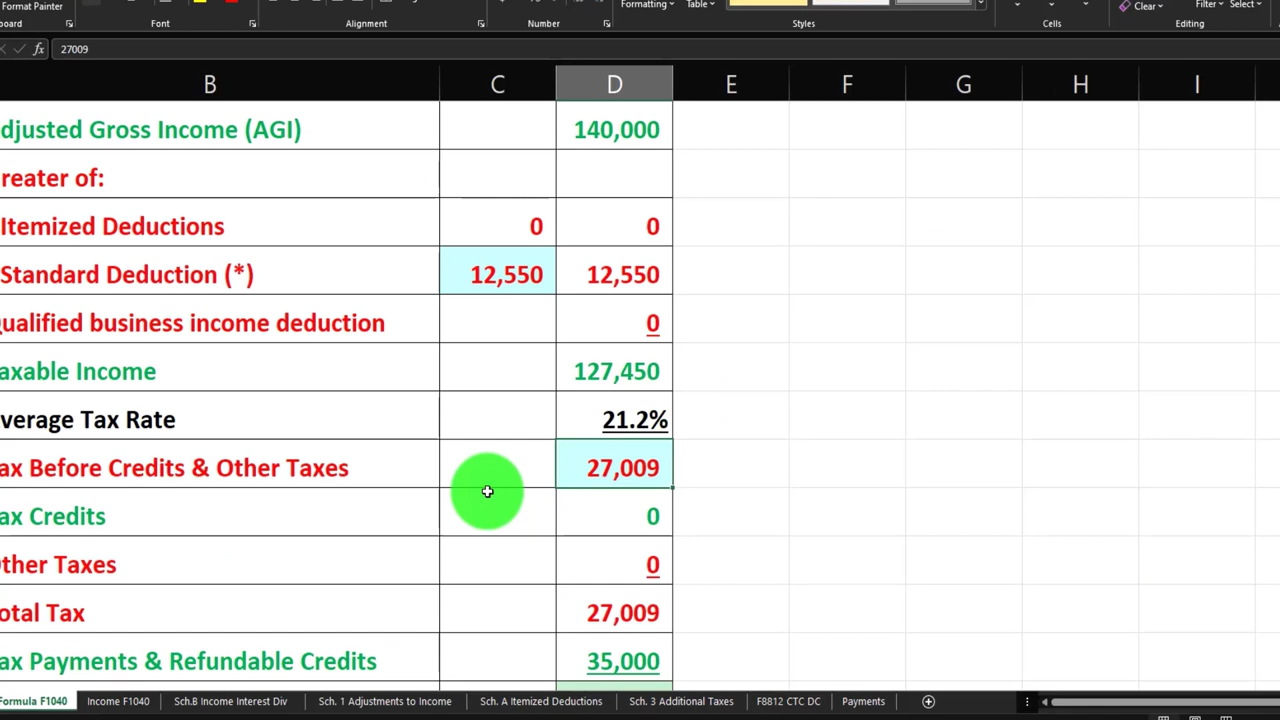 Format Painter
Formatting Table
Clear Filter Select
board Font Alignment Number Styles Cells Editing
fx 27009
B C D E F G H I
djusted Gross Income (AGI) 140,000
reater of:
Itemized Deductions 0 0
Standard Deduction (*) 12,550 12,550
ualified business income deduction 0
axable Income 127,450
verage Tax Rate 21.2%
ax Before Credits & Other Taxes 27,009
ax Credits 0
ther Taxes 0
otal Tax 27,009
ax Payments & Refundable Credits 35,000
Formula F1040 Income F1040 Sch.B Income Interest Div Sch. 1 Adjustments to Income Sch. A Itemized Deductions Sch. 3 Additional Taxes F8812 CTC DC Payments